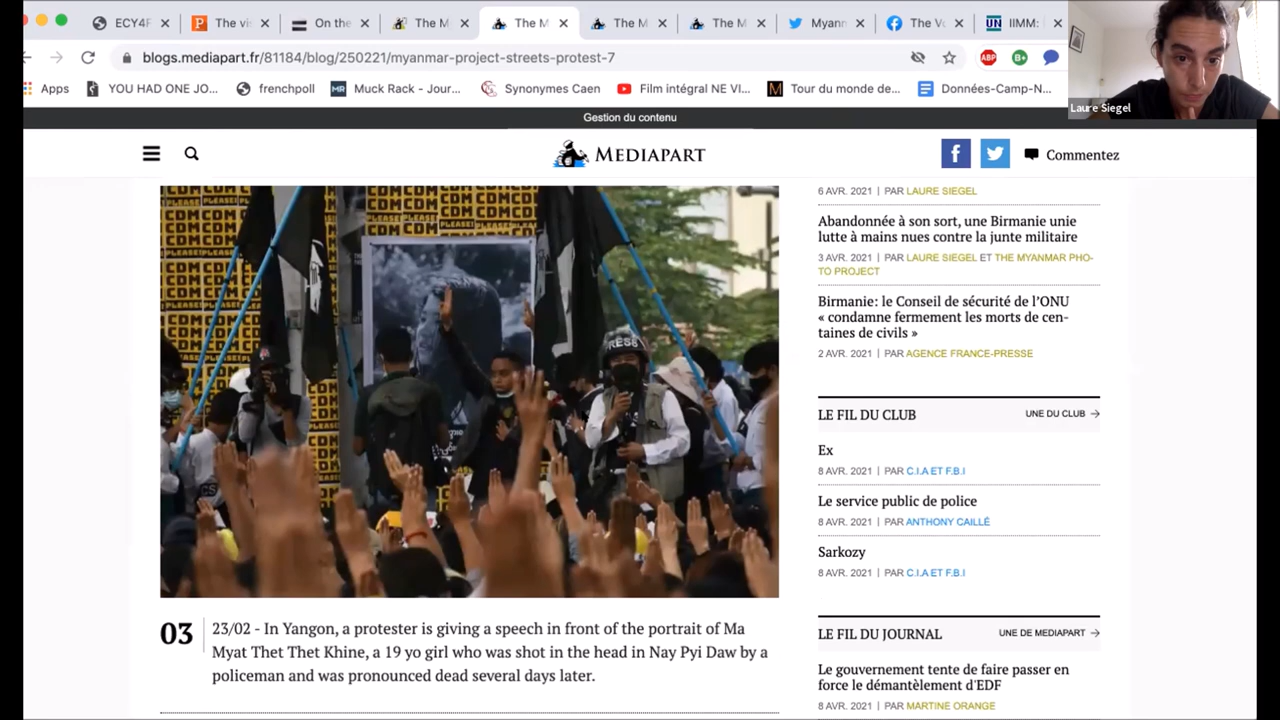 ECY4F
The vi
On the
The M
The M
The M
The M
Myann
The Vo
IIMM:
blogs.mediapart.fr/81184/blog/250221/myanmar-project-streets-protest-7
ABP
B+
Laure Siegel
Apps
YOU HAD ONE JO...
frenchpoll
MR
Muck Rack - Jour...
Synonymes Caen
Film intégral NE VI...
Tour du monde de...
Données-Camp-N...
Gestion du contenu
MEDIAPART
Commentez
CDM
PLEASE!
PRESS
6 AVR. 2021 | PAR LAURE SIEGEL
Abandonnée à son sort, une Birmanie unie
lutte à mains nues contre la junte militaire
3 AVR. 2021 | PAR LAURE SIEGEL ET THE MYANMAR PHO-
TO PROJECT
Birmanie: le Conseil de sécurité de l'ONU
« condamne fermement les morts de cen-
taines de civils »
2 AVR. 2021 | PAR AGENCE FRANCE-PRESSE
LE FIL DU CLUB
UNE DU CLUB
Ex
8 AVR. 2021 | PAR C.I.A ET F.B.I
Le service public de police
8 AVR. 2021 | PAR ANTHONY CAILLÉ
Sarkozy
8 AVR. 2021 | PAR C.I.A ET F.B.I
03
23/02 - In Yangon, a protester is giving a speech in front of the portrait of Ma
Myat Thet Thet Khine, a 19 yo girl who was shot in the head in Nay Pyi Daw by a
policeman and was pronounced dead several days later.
LE FIL DU JOURNAL
UNE DE MEDIAPART
Le gouvernement tente de faire passer en
force le démantèlement d'EDF
8 AVR. 2021 | PAR MARTINE ORANGE